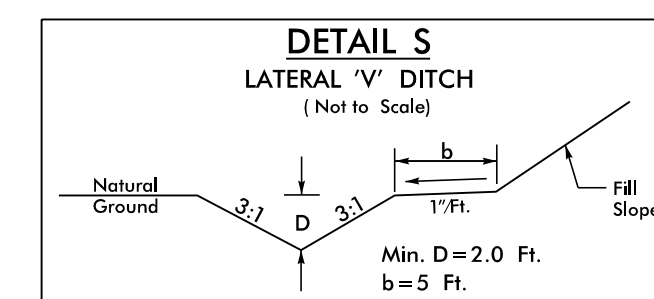 DETAIL S
LATERAL 'V' DITCH
( Not to Scale)
b
Natural
Ground
3:1
D
3:1
1"/Ft.
Fill
Slope
Min. D=2.0 Ft.
b=5 Ft.